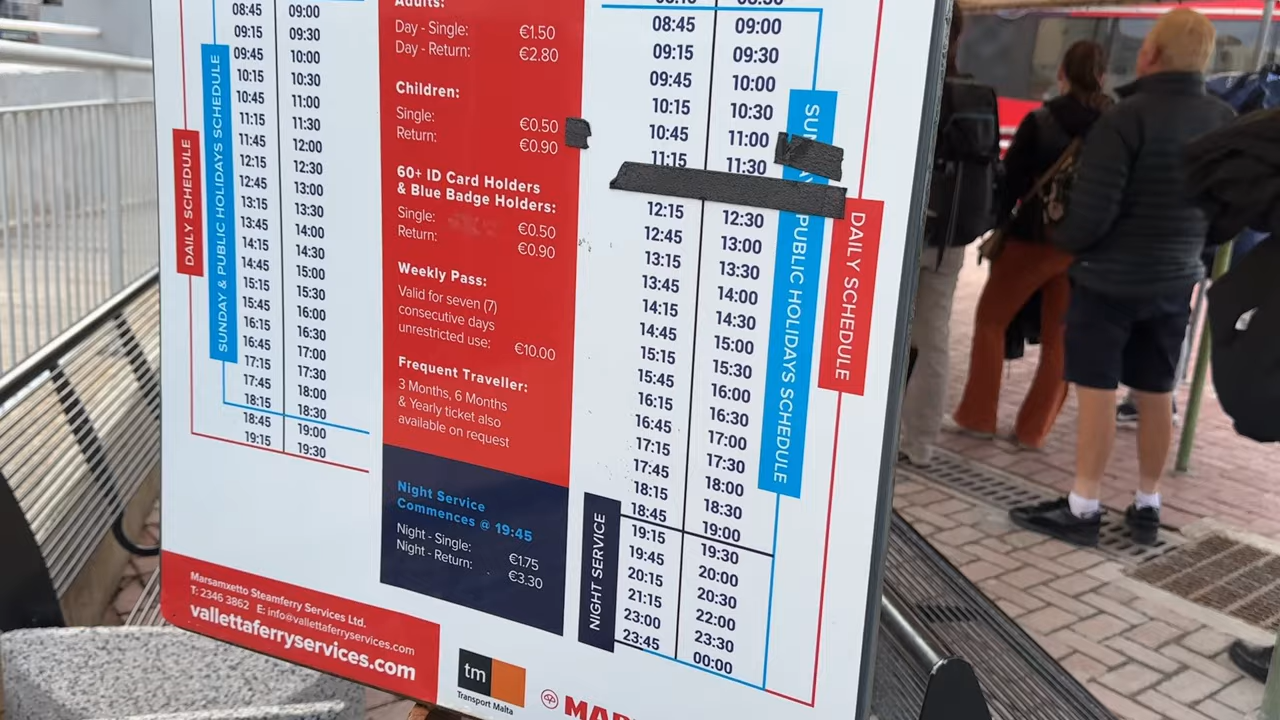 08:45 09:00
09:15 09:30
09:45 10:00
10:15 10:30
10:45 11:00
11:15 11:30
11:45 12:00
12:15 12:30
12:45 13:00
13:15 13:30
13:45 14:00
14:15 14:30
14:45 15:00
15:15 15:30
15:45 16:00
16:15 16:30
16:45 17:00
17:15 17:30
17:45 18:00
18:15 18:30
18:45 19:00
19:15 19:30
DAILY SCHEDULE
SUNDAY & PUBLIC HOLIDAYS SCHEDULE
Adults:
Day - Single: €1.50
Day - Return: €2.80
Children:
Single: €0.50
Return: €0.90
60+ ID Card Holders
& Blue Badge Holders:
Single: €0.50
Return: €0.90
Weekly Pass:
Valid for seven (7)
consecutive days
unrestricted use: €10.00
Frequent Traveller:
3 Months, 6 Months
& Yearly ticket also
available on request
Night Service
Commences @ 19:45
Night - Single: €1.75
Night - Return: €3.30
08:45 09:00
09:15 09:30
09:45 10:00
10:15 10:30
10:45 11:00
11:15 11:30
12:15 12:30
12:45 13:00
13:15 13:30
13:45 14:00
14:15 14:30
14:45 15:00
15:15 15:30
15:45 16:00
16:15 16:30
16:45 17:00
17:15 17:30
17:45 18:00
18:15 18:30
18:45 19:00
19:15 19:30
19:45 20:00
20:15 20:30
21:15 22:00
23:00 23:30
23:45 00:00
NIGHT SERVICE
PUBLIC HOLIDAYS SCHEDULE
DAILY SCHEDULE
Marsamxetto Steamferry Services Ltd.
T: 2346 3862 E: info@vallettaferryservices.com
vallettaferryservices.com
tm
Transport Malta